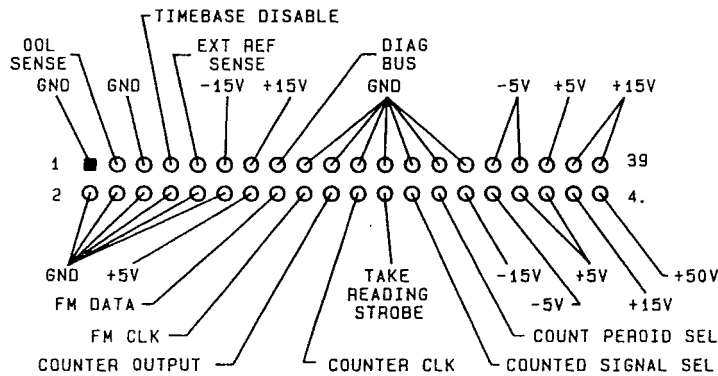 TIMEBASE DISABLE
OOL SENSE
EXT REF SENSE
DIAG BUS
GND
GND
-15V
+15V
GND
-5V
+5V
+15V
1
39
2
4.
GND
+5V
TAKE READING STROBE
-15V
+5V
+50V
FM DATA
-5V
+15V
FM CLK
COUNT PEROID SEL
COUNTER OUTPUT
COUNTER CLK
COUNTED SIGNAL SEL